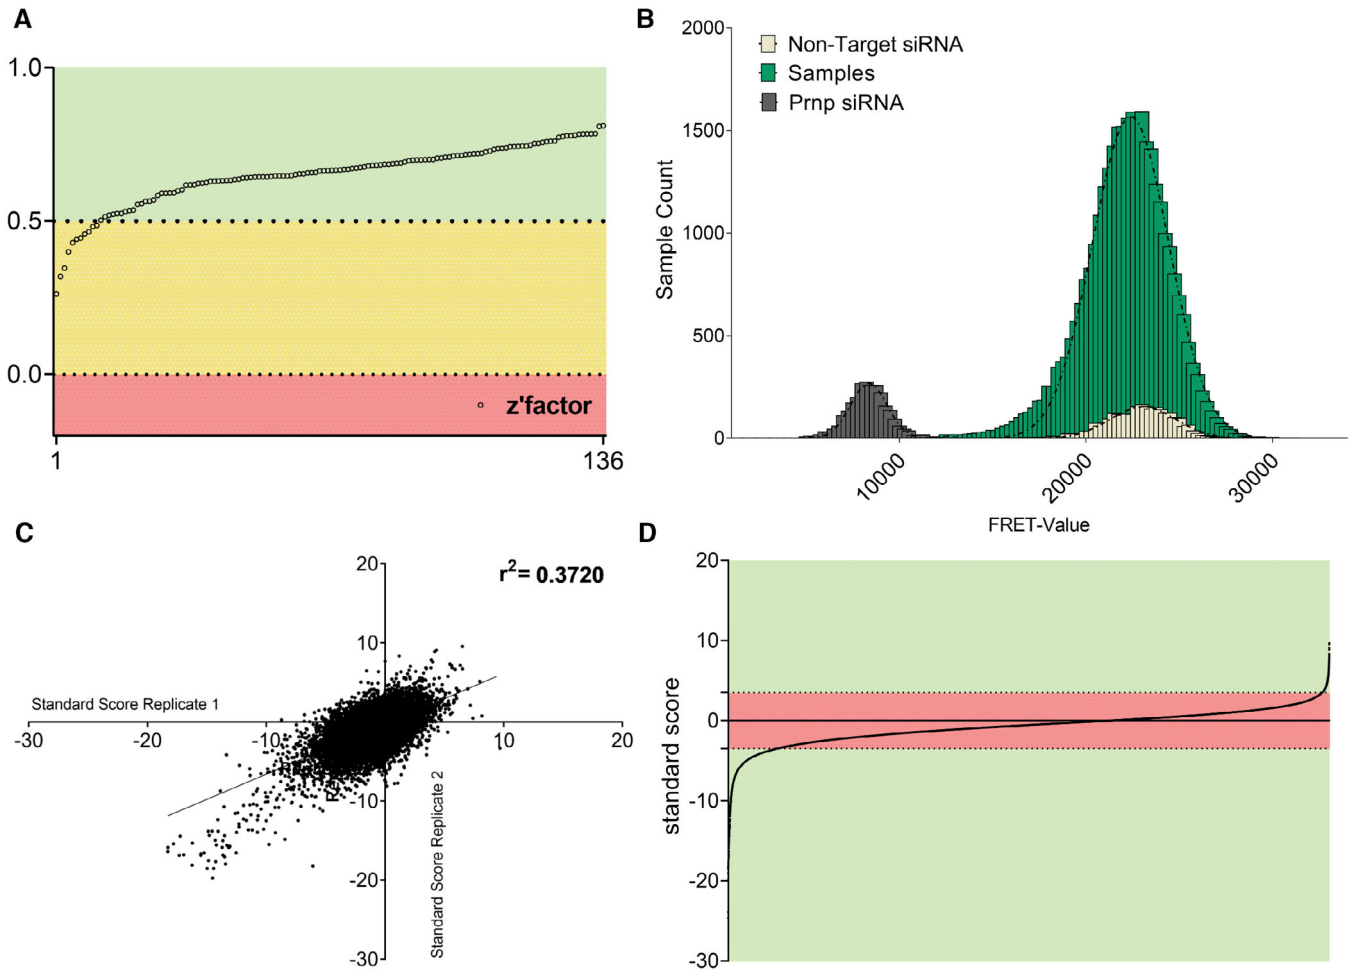 A
1.0
0.5
0.0
z'factor
1
136
B
2000
1500
1000
500
0
Sample Count
Non-Target siRNA
Samples
Prnp siRNA
10000
20000
30000
FRET-Value
C
r²= 0.3720
20
10
Standard Score Replicate 1
-30
-20
-10
10
20
-10
-20
-30
Standard Score Replicate 2
D
20
10
0
-10
-20
-30
standard score